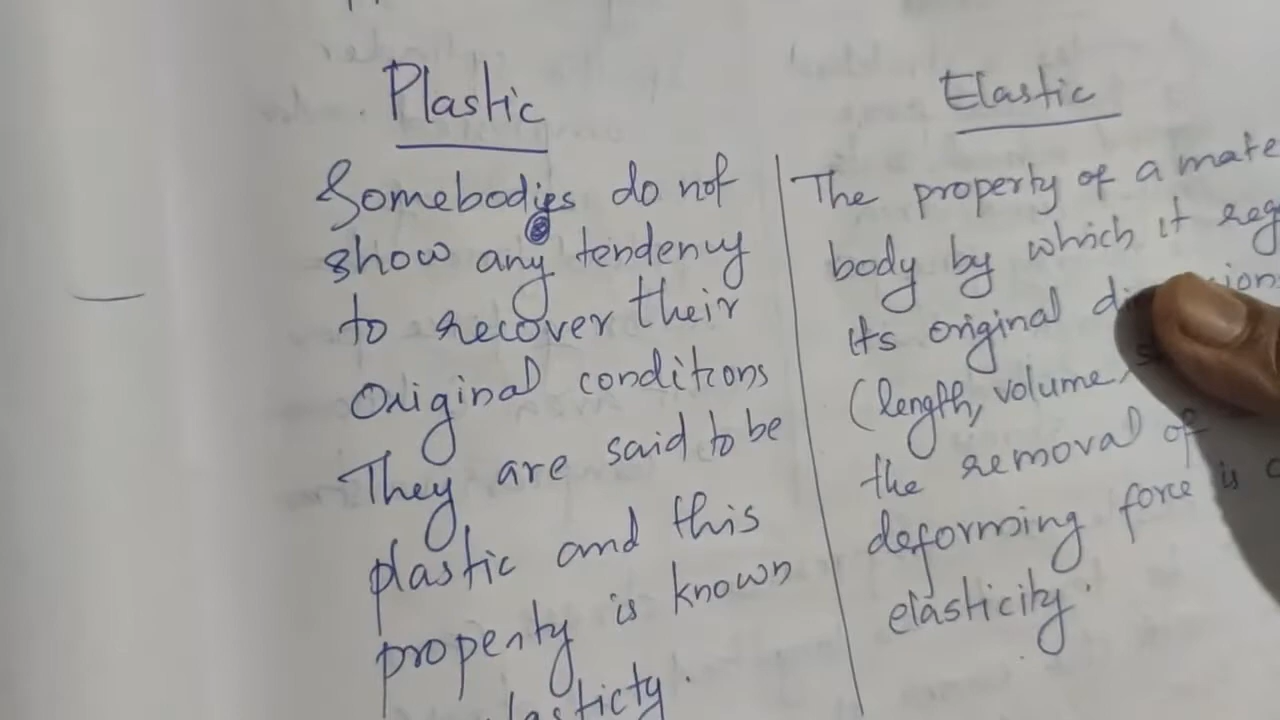 Plastic
Somebodies do not
show any tendency
to recover their
Original conditions
They are said to be
plastic and this
property is known
Elastic
The property of a
body by which it
its original
(length, volume,
the removal of
deforming force is
elasticity.